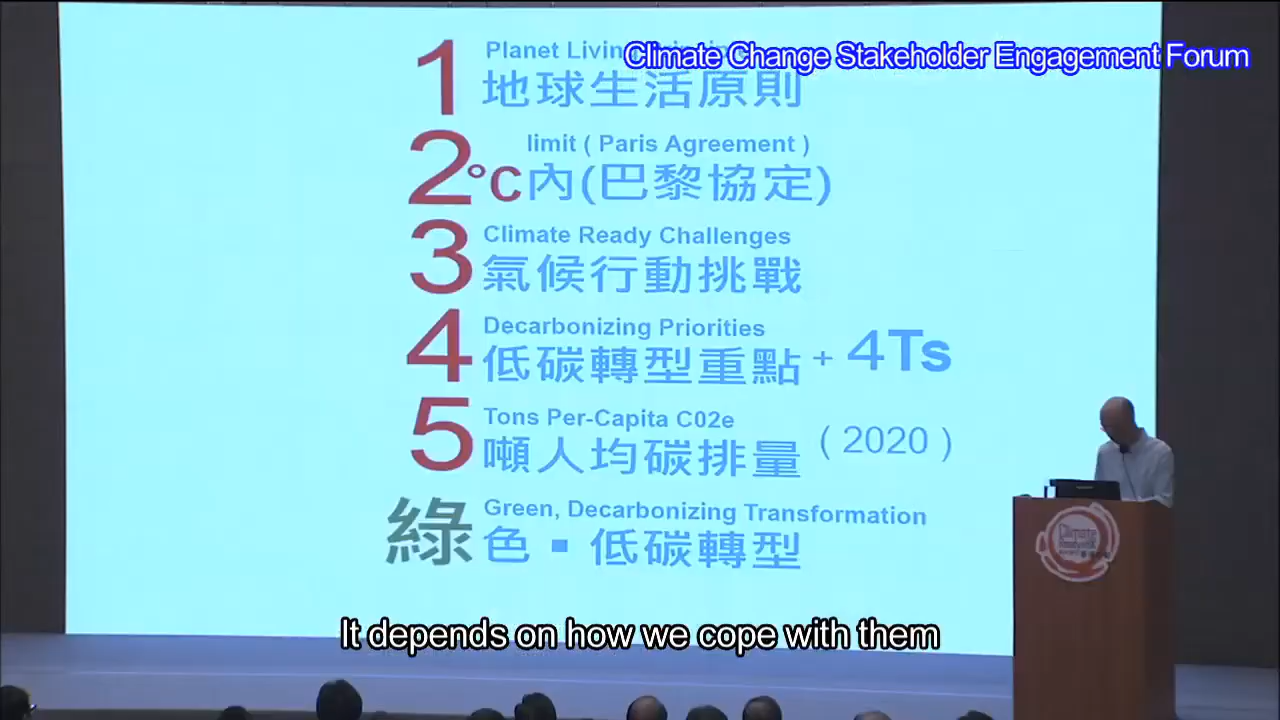 Climate Change Stakeholder Engagement Forum
1 Planet Living
地球生活原則
2°C limit ( Paris Agreement )
內(巴黎協定)
3 Climate Ready Challenges
氣候行動挑戰
4 Decarbonizing Priorities
低碳轉型重點 + 4Ts
5 Tons Per-Capita C02e
噸人均碳排量 ( 2020 )
綠 Green, Decarbonizing Transformation
色▪低碳轉型
Climate
It depends on how we cope with them